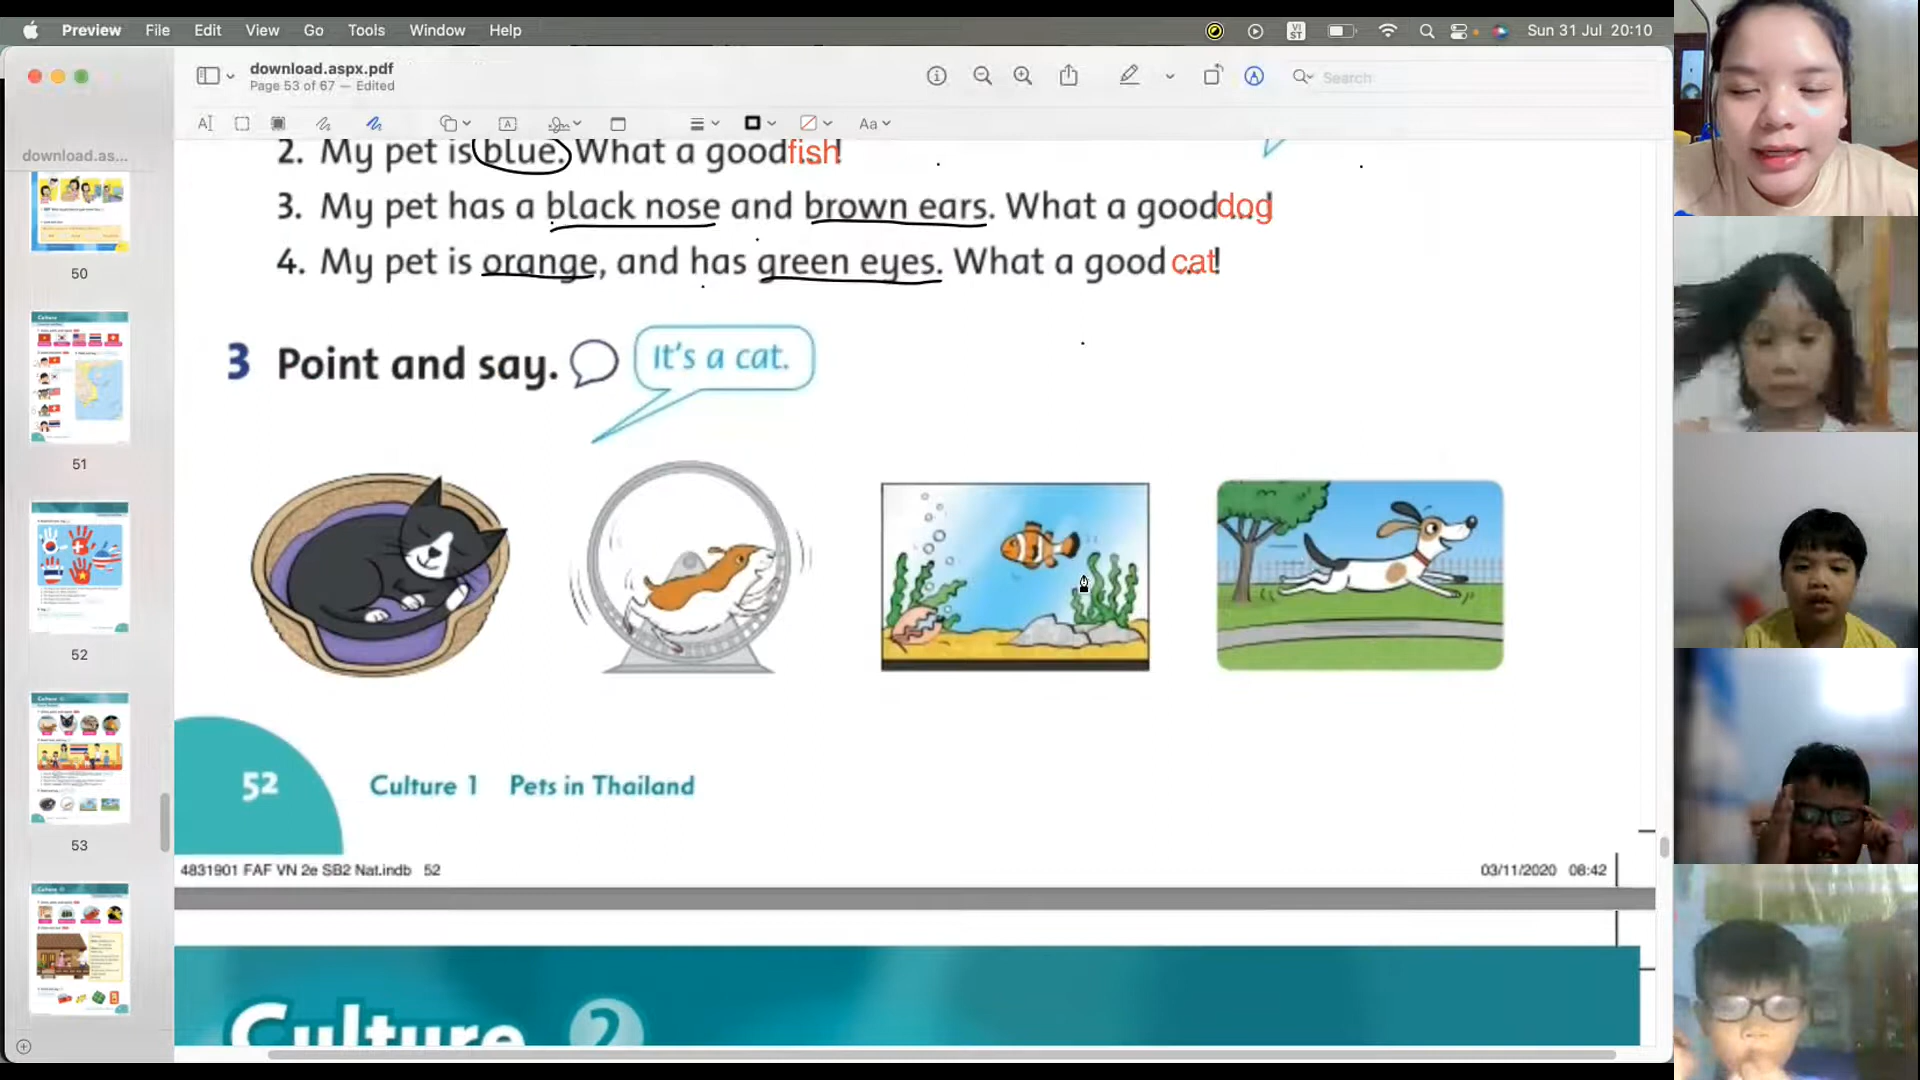 Preview File Edit View Go Tools Window Help VI ST Sun 31 Jul 20:10
download.aspx.pdf
Page 53 of 67 — Edited
Search
Aa
download.as...
50
51
52
53
2. My pet is blue. What a good fish!
3. My pet has a black nose and brown ears. What a good dog!
4. My pet is orange, and has green eyes. What a good cat!
3 Point and say.
It's a cat.
52 Culture 1 Pets in Thailand
4831901 FAF VN 2e SB2 Nat.indb 52
03/11/2020 08:42
Culture 2